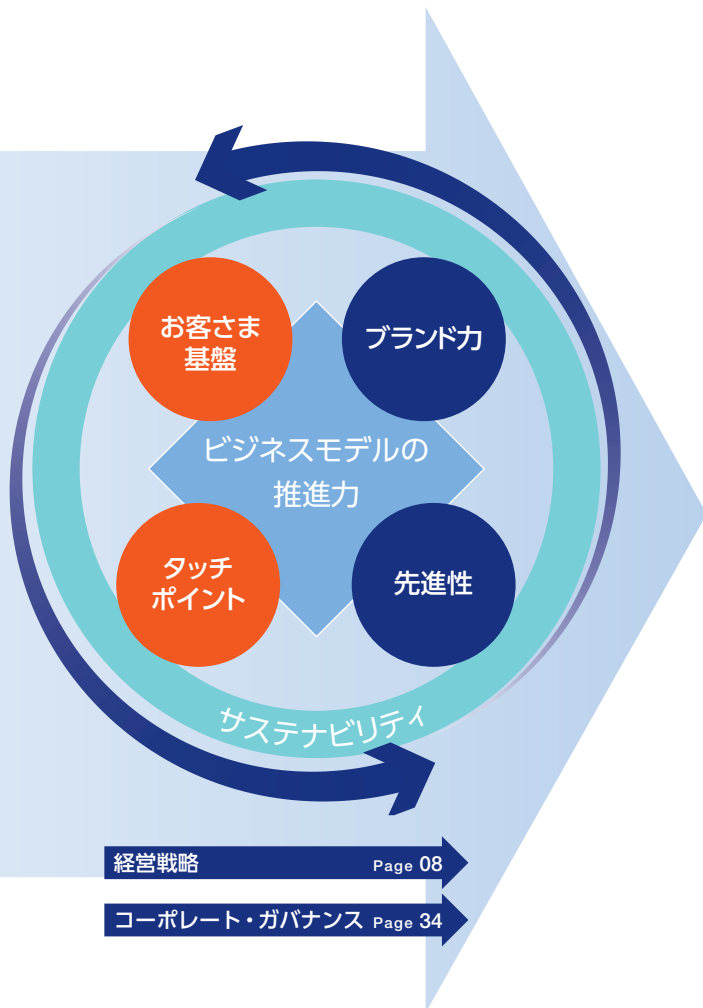 お客さま
基盤
ブランド力
ビジネスモデルの
推進力
タッチ
ポイント
先進性
サステナビリティ
経営戦略 Page 08
コーポレート・ガバナンス Page 34